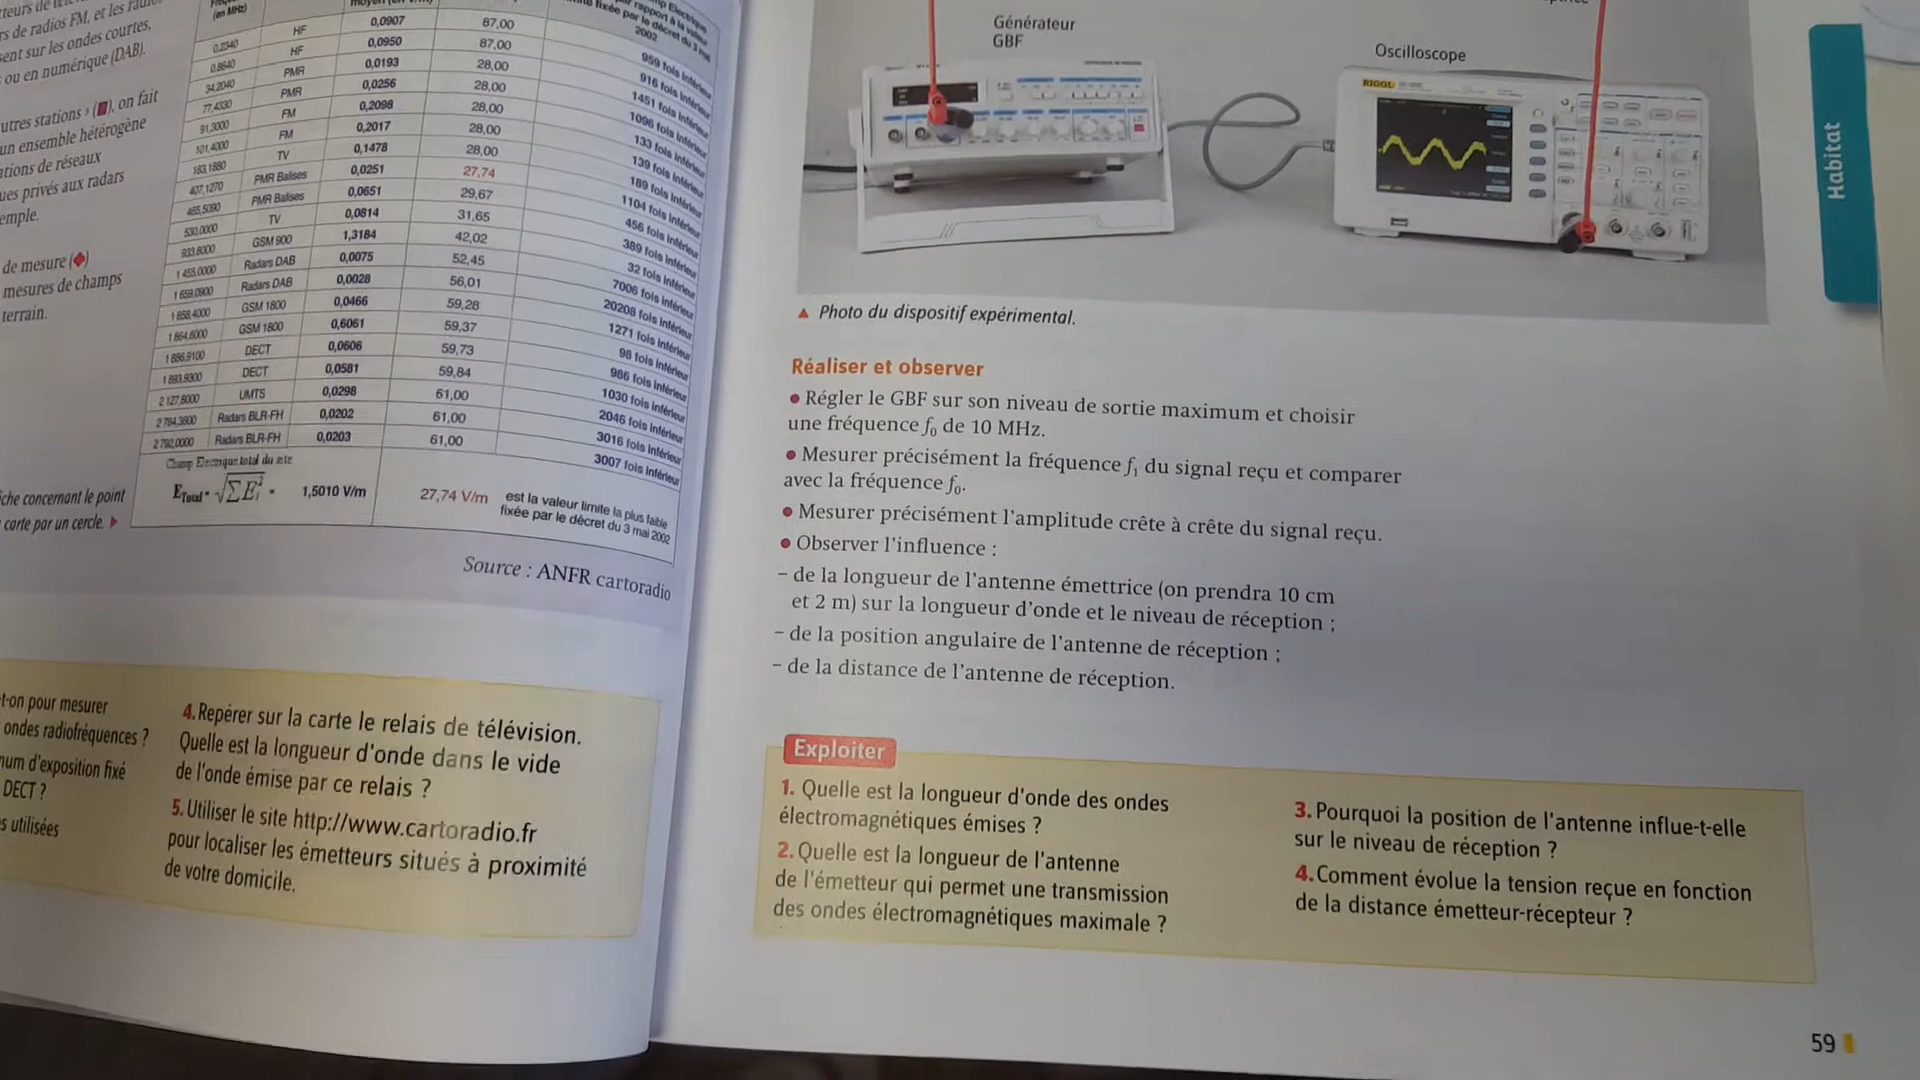 s de radios FM, et les radios
sent sur les ondes courtes,
ou en numérique (DAB).
utres stations › (■), on fait
un ensemble hétérogène
ations de réseaux
ues privés aux radars
emple.
de mesure (◆)
mesures de champs
terrain.
iche concernant le point
carte par un cercle. ▶
(en MHz)
rapport à la valeur
fixée par le décret du 3 mai
2002
0,2340 HF 0,0907 87,00 959 fois inférieur
0,8640 HF 0,0950 87,00 916 fois inférieur
34,2040 PMR 0,0193 28,00 1451 fois inférieur
77,4330 PMR 0,0256 28,00 1096 fois inférieur
91,3000 FM 0,2098 28,00 133 fois inférieur
101,4000 FM 0,2017 28,00 139 fois inférieur
183,1880 TV 0,1478 28,00 189 fois inférieur
407,1270 PMR Balises 0,0251 27,74 1104 fois inférieur
465,5090 PMR Balises 0,0651 29,67 456 fois inférieur
530,0000 TV 0,0814 31,65 389 fois inférieur
933,6000 GSM 900 1,3184 42,02 32 fois inférieur
1 455,0000 Radars DAB 0,0075 52,45 7006 fois inférieur
1 659,0900 Radars DAB 0,0028 56,01 20208 fois inférieur
1 858,4000 GSM 1800 0,0466 59,28 1271 fois inférieur
1 864,6000 GSM 1800 0,6061 59,37 98 fois inférieur
1 886,9100 DECT 0,0606 59,73 986 fois inférieur
1 893,9300 DECT 0,0581 59,84 1030 fois inférieur
2 127,6000 UMTS 0,0298 61,00 2046 fois inférieur
2 784,3600 Radars BLR-FH 0,0202 61,00 3016 fois inférieur
2 792,0000 Radars BLR-FH 0,0203 61,00 3007 fois inférieur
Champ Electrique total du site
E_Total = √ΣE_i² = 1,5010 V/m 27,74 V/m est la valeur limite la plus faible
fixée par le décret du 3 mai 2002
Source : ANFR cartoradio
t-on pour mesurer
ondes radiofréquences ?
num d'exposition fixé
DECT ?
s utilisées
4. Repérer sur la carte le relais de télévision.
Quelle est la longueur d'onde dans le vide
de l'onde émise par ce relais ?
5. Utiliser le site http://www.cartoradio.fr
pour localiser les émetteurs situés à proximité
de votre domicile.
Générateur
GBF
Oscilloscope
RIGOL
Habitat
▲ Photo du dispositif expérimental.
Réaliser et observer
• Régler le GBF sur son niveau de sortie maximum et choisir
une fréquence f₀ de 10 MHz.
• Mesurer précisément la fréquence f₁ du signal reçu et comparer
avec la fréquence f₀.
• Mesurer précisément l'amplitude crête à crête du signal reçu.
• Observer l'influence :
– de la longueur de l'antenne émettrice (on prendra 10 cm
et 2 m) sur la longueur d'onde et le niveau de réception ;
– de la position angulaire de l'antenne de réception ;
– de la distance de l'antenne de réception.
Exploiter
1. Quelle est la longueur d'onde des ondes
électromagnétiques émises ?
2. Quelle est la longueur de l'antenne
de l'émetteur qui permet une transmission
des ondes électromagnétiques maximale ?
3. Pourquoi la position de l'antenne influe-t-elle
sur le niveau de réception ?
4. Comment évolue la tension reçue en fonction
de la distance émetteur-récepteur ?
59